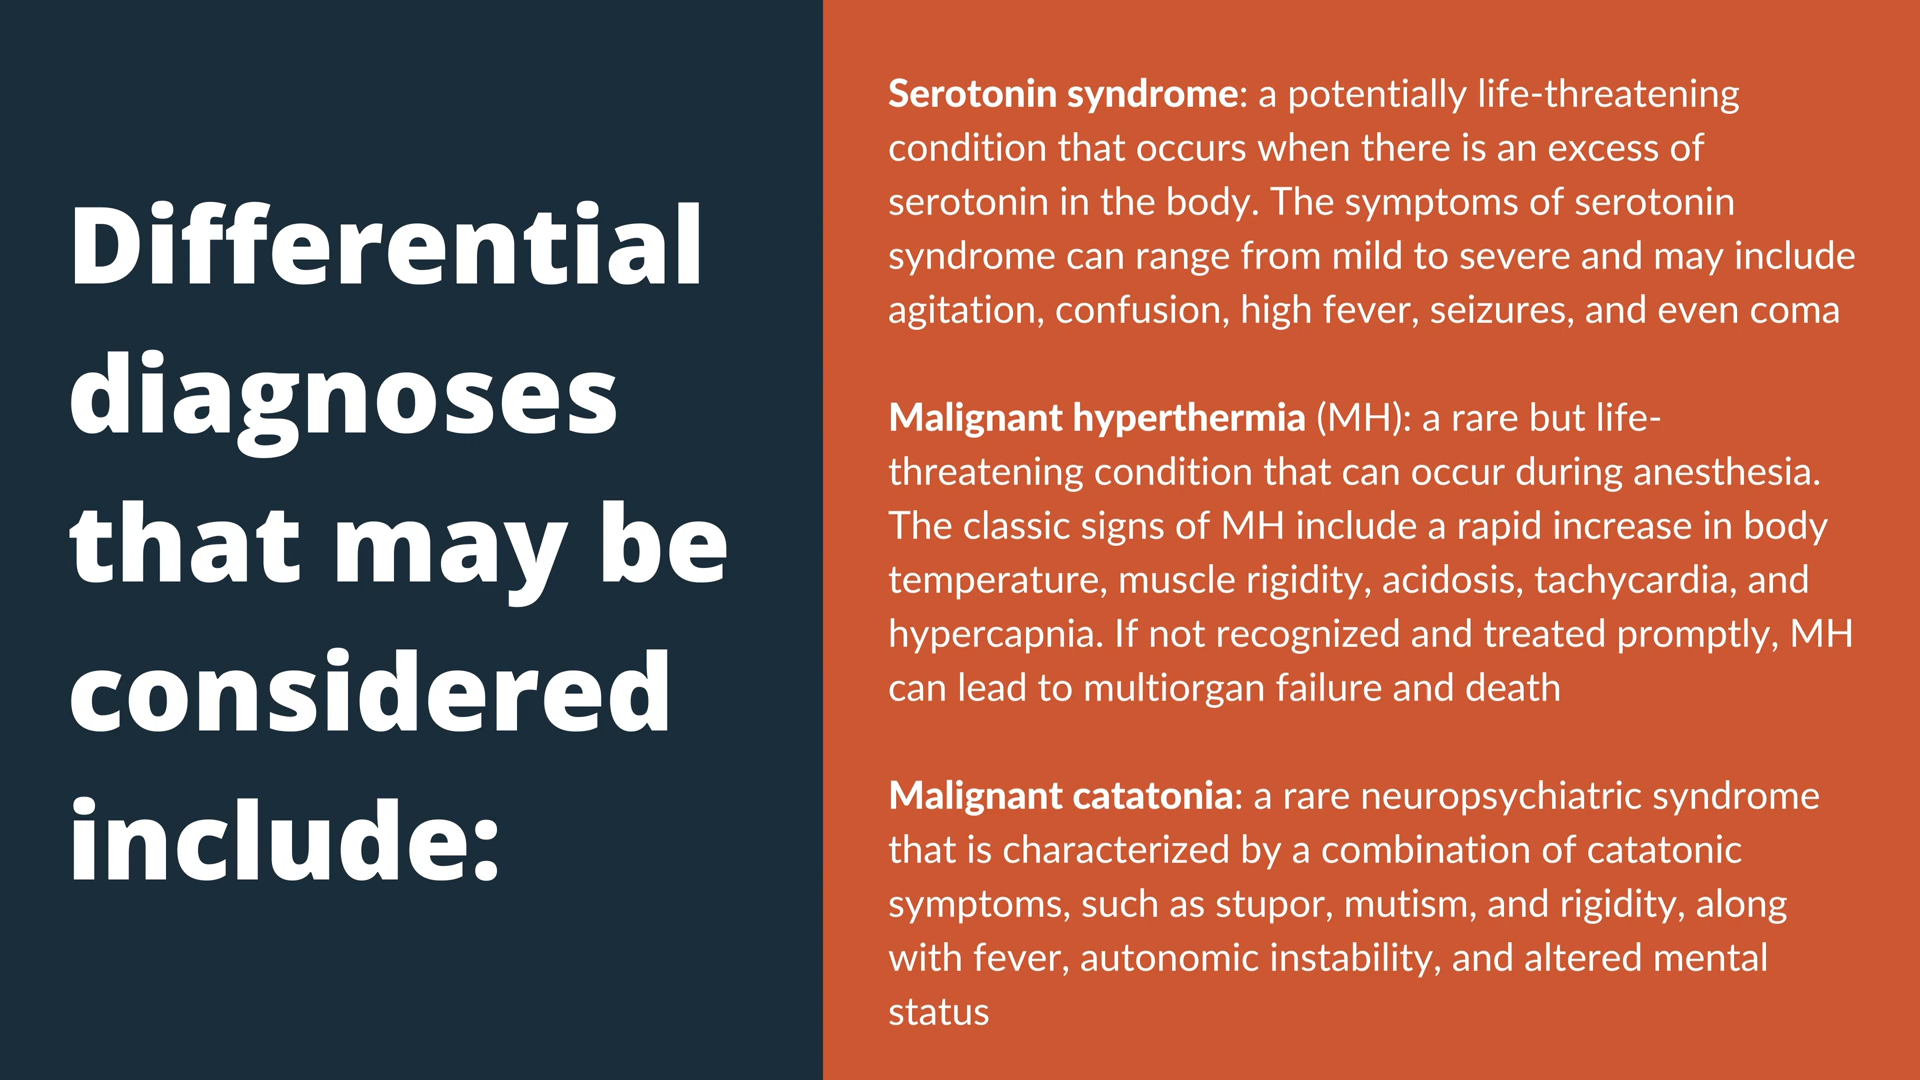 Differential
diagnoses
that may be
considered
include:
Serotonin syndrome: a potentially life-threatening
condition that occurs when there is an excess of
serotonin in the body. The symptoms of serotonin
syndrome can range from mild to severe and may include
agitation, confusion, high fever, seizures, and even coma
Malignant hyperthermia (MH): a rare but life-
threatening condition that can occur during anesthesia.
The classic signs of MH include a rapid increase in body
temperature, muscle rigidity, acidosis, tachycardia, and
hypercapnia. If not recognized and treated promptly, MH
can lead to multiorgan failure and death
Malignant catatonia: a rare neuropsychiatric syndrome
that is characterized by a combination of catatonic
symptoms, such as stupor, mutism, and rigidity, along
with fever, autonomic instability, and altered mental
status